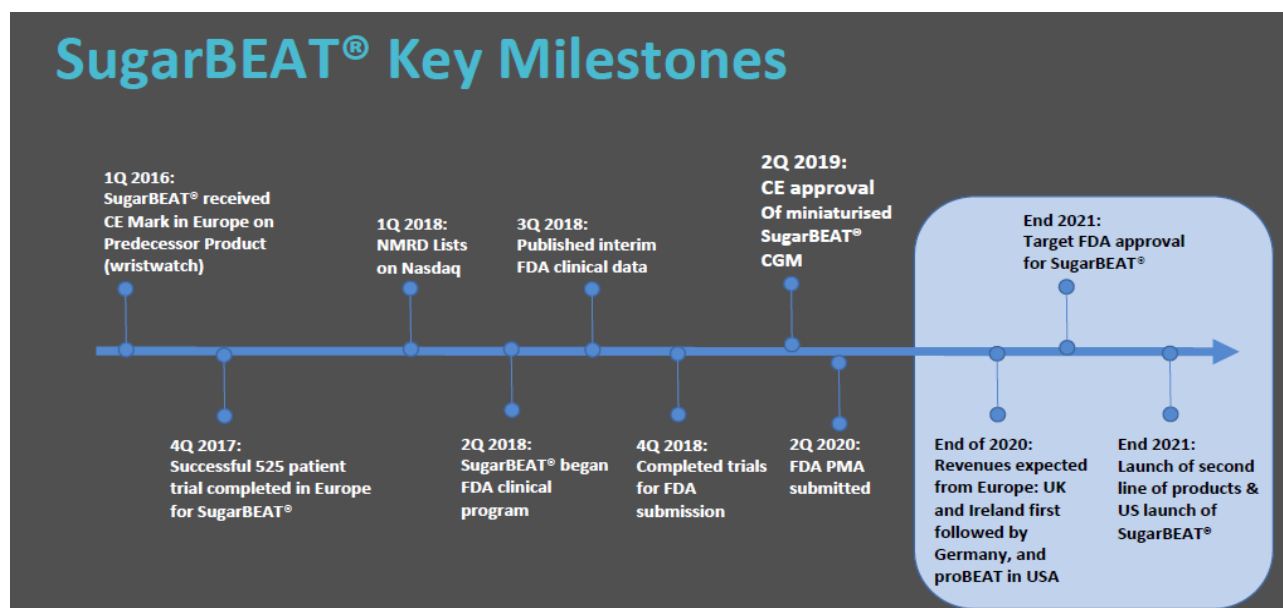 SugarBEAT® Key Milestones
1Q 2016:
SugarBEAT® received
CE Mark in Europe on
Predecessor Product
(wristwatch)
4Q 2017:
Successful 525 patient
trial completed in Europe
for SugarBEAT®
1Q 2018:
NMRD Lists
on Nasdaq
2Q 2018:
SugarBEAT® began
FDA clinical
program
3Q 2018:
Published interim
FDA clinical data
4Q 2018:
Completed trials
for FDA
submission
2Q 2019:
CE approval
Of miniaturised
SugarBEAT®
CGM
2Q 2020:
FDA PMA
submitted
End of 2020:
Revenues expected
from Europe: UK
and Ireland first
followed by
Germany, and
proBEAT in USA
End 2021:
Target FDA approval
for SugarBEAT®
End 2021:
Launch of second
line of products &
US launch of
SugarBEAT®